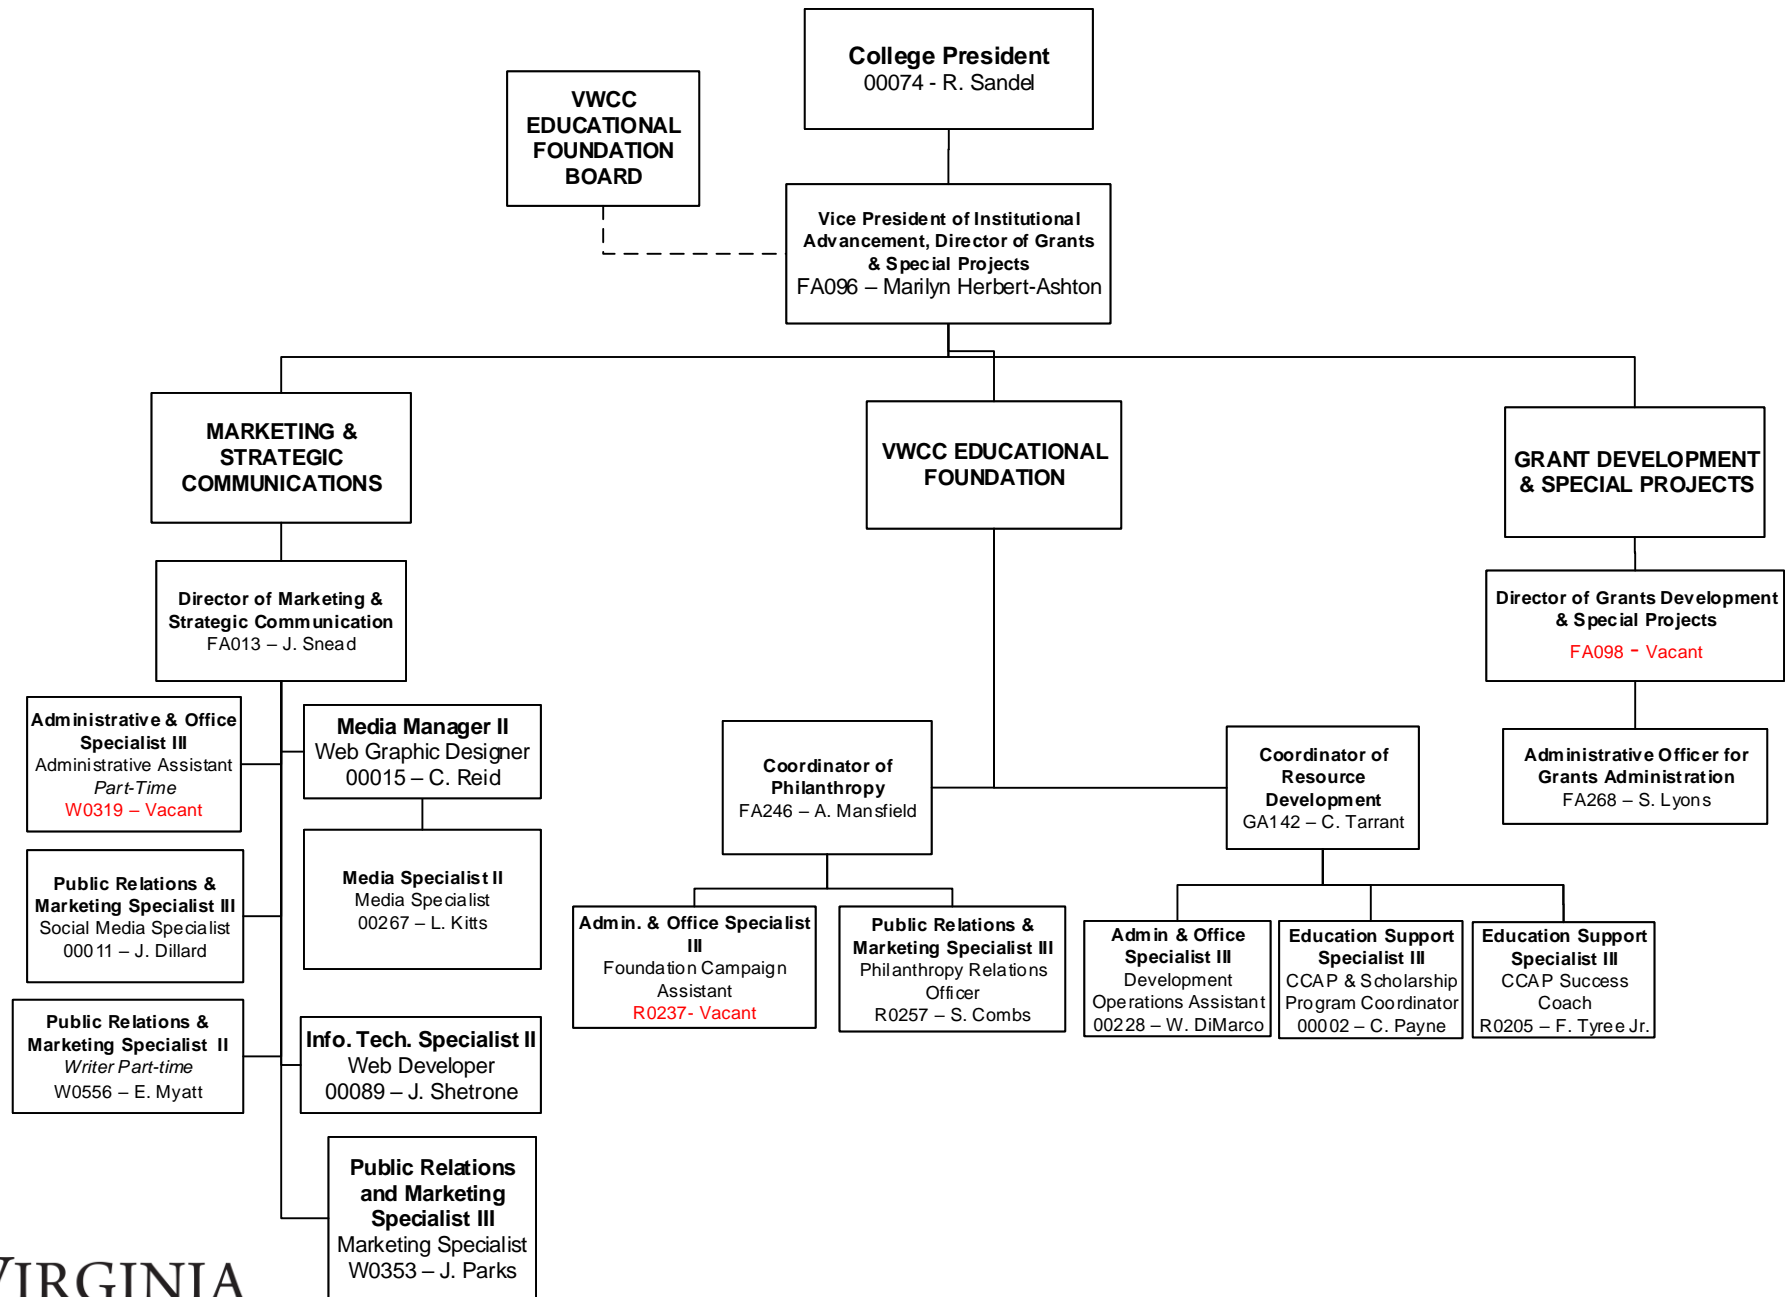 College President
00074 - R. Sandel
VWCC
EDUCATIONAL
FOUNDATION
BOARD
Vice President of Institutional
Advancement, Director of Grants
& Special Projects
FA096 – Marilyn Herbert-Ashton
MARKETING &
STRATEGIC
COMMUNICATIONS
VWCC EDUCATIONAL
FOUNDATION
GRANT DEVELOPMENT
& SPECIAL PROJECTS
Director of Marketing &
Strategic Communication
FA013 – J. Snead
Director of Grants Development
& Special Projects
FA098 - Vacant
Administrative & Office
Specialist III
Administrative Assistant
Part-Time
W0319 – Vacant
Media Manager II
Web Graphic Designer
00015 – C. Reid
Coordinator of
Philanthropy
FA246 – A. Mansfield
Coordinator of
Resource
Development
GA142 – C. Tarrant
Administrative Officer for
Grants Administration
FA268 – S. Lyons
Public Relations &
Marketing Specialist III
Social Media Specialist
00011 – J. Dillard
Media Specialist II
Media Specialist
00267 – L. Kitts
Admin. & Office Specialist
III
Foundation Campaign
Assistant
R0237- Vacant
Public Relations &
Marketing Specialist III
Philanthropy Relations
Officer
R0257 – S. Combs
Admin & Office
Specialist III
Development
Operations Assistant
00228 – W. DiMarco
Education Support
Specialist III
CCAP & Scholarship
Program Coordinator
00002 – C. Payne
Education Support
Specialist III
CCAP Success
Coach
R0205 – F. Tyree Jr.
Public Relations &
Marketing Specialist II
Writer Part-time
W0556 – E. Myatt
Info. Tech. Specialist II
Web Developer
00089 – J. Shetrone
Public Relations
and Marketing
Specialist III
Marketing Specialist
W0353 – J. Parks
VIRGINIA